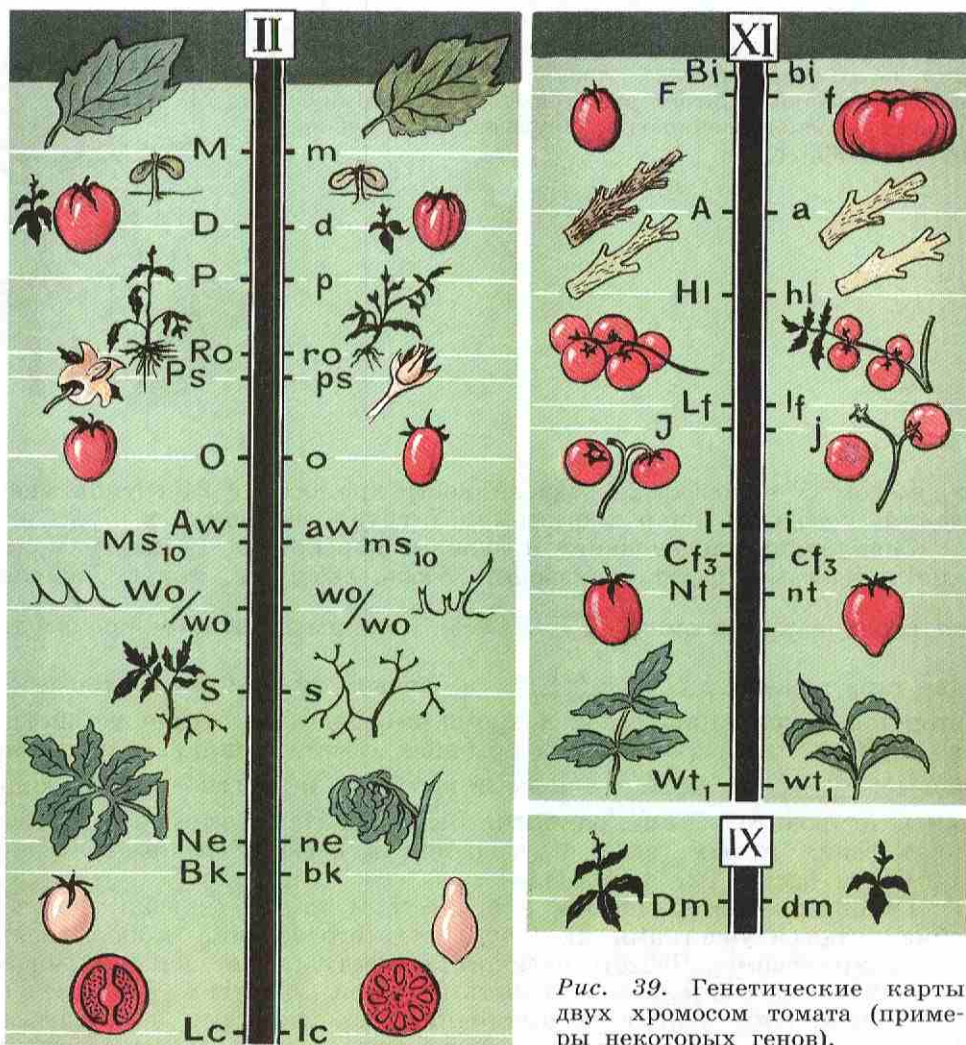 II
M m
D d
P p
Ro ro
Ps ps
O o
Aw aw
Ms10 ms10
Wo/wo wo/wo
S s
Ne ne
Bk bk
Lc lc
XI
Bi bi
F f
A a
Hl hl
Lf lf
J j
I i
Cf3 cf3
Nt nt
Wt1 wt1
IX
Dm dm
Рис. 39. Генетические карты
двух хромосом томата (приме-
ры некоторых генов).